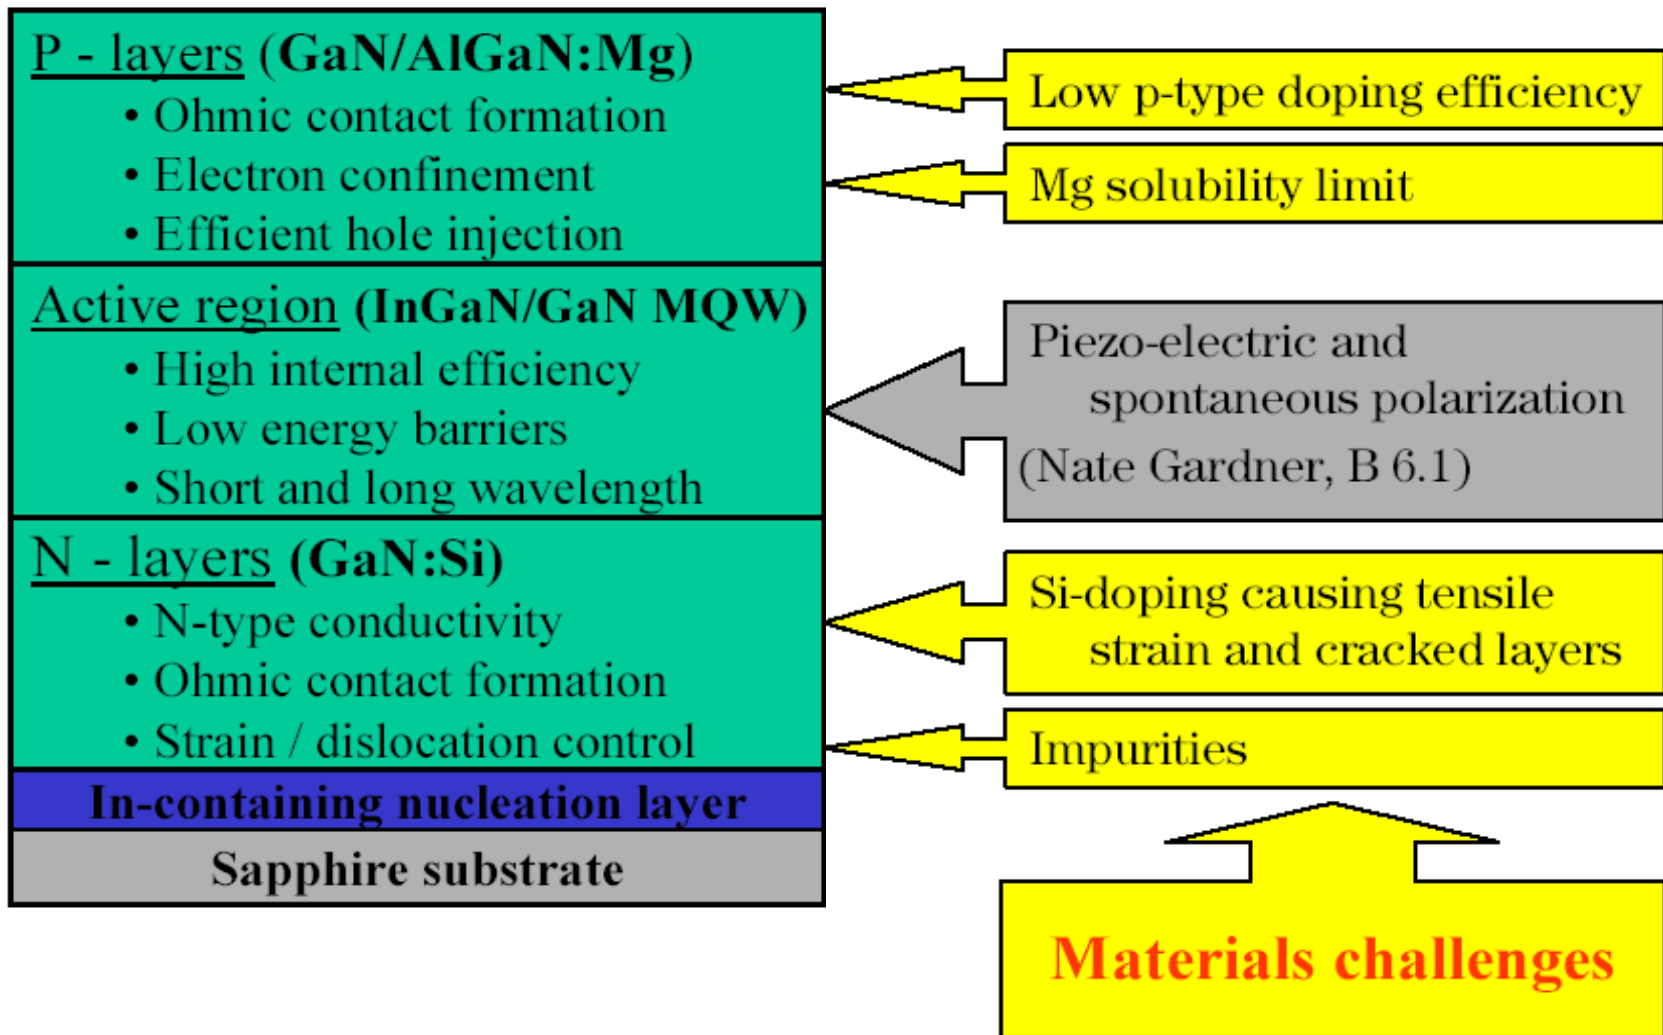 P - layers (GaN/AlGaN:Mg)
• Ohmic contact formation
• Electron confinement
• Efficient hole injection
Active region (InGaN/GaN MQW)
• High internal efficiency
• Low energy barriers
• Short and long wavelength
N - layers (GaN:Si)
• N-type conductivity
• Ohmic contact formation
• Strain / dislocation control
In-containing nucleation layer
Sapphire substrate
Low p-type doping efficiency
Mg solubility limit
Piezo-electric and
spontaneous polarization
(Nate Gardner, B 6.1)
Si-doping causing tensile
strain and cracked layers
Impurities
Materials challenges